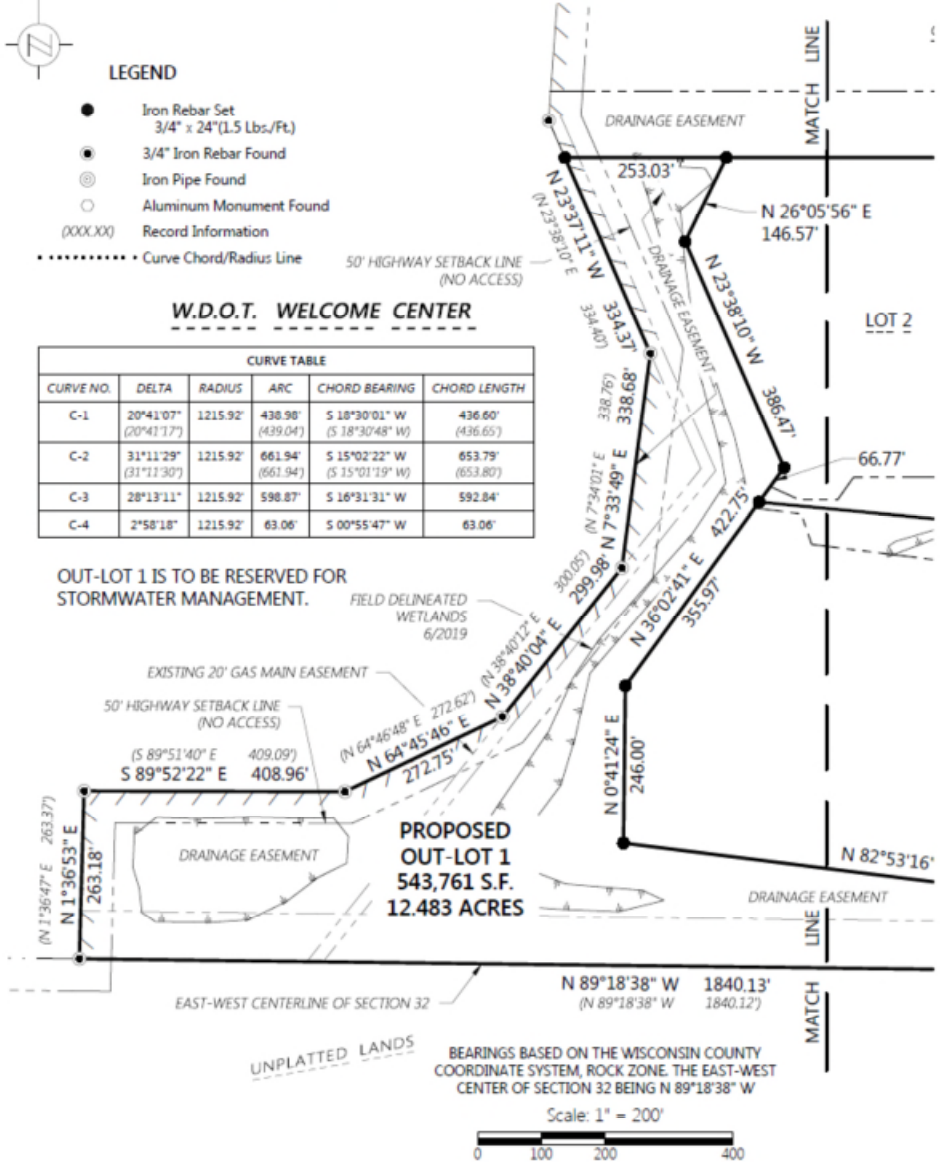 LEGEND
Iron Rebar Set
3/4" x 24"(1.5 Lbs./Ft.)
3/4" Iron Rebar Found
Iron Pipe Found
Aluminum Monument Found
(XXX.XX) Record Information
Curve Chord/Radius Line
MATCH LINE
DRAINAGE EASEMENT
253.03'
N 26°05'56" E
146.57'
N 23°37'11" W 334.37'
(N 23°38'10" E 334.40')
50' HIGHWAY SETBACK LINE
(NO ACCESS)
DRAINAGE EASEMENT
N 23°38'10" W 386.47'
LOT 2
W.D.O.T. WELCOME CENTER
CURVE TABLE
CURVE NO. DELTA RADIUS ARC CHORD BEARING CHORD LENGTH
C-1 20°41'07" 1215.92' 438.98' S 18°30'01" W 436.60'
(20°41'17") (439.04') (S 18°30'48" W) (436.65')
C-2 31°11'29" 1215.92' 661.94' S 15°02'22" W 653.79'
(31°11'30") (661.94') (S 15°01'19" W) (653.80')
C-3 28°13'11" 1215.92' 598.87' S 16°31'31" W 592.84'
C-4 2°58'18" 1215.92' 63.06' S 00°55'47" W 63.06'
N 7°33'49" E 338.68'
(N 7°34'01" E 338.76')
66.77'
422.75'
N 36°02'41" E
355.97'
OUT-LOT 1 IS TO BE RESERVED FOR
STORMWATER MANAGEMENT.
FIELD DELINEATED
WETLANDS
6/2019
(N 38°40'12" E 300.05')
N 38°40'04" E 299.98'
EXISTING 20' GAS MAIN EASEMENT
50' HIGHWAY SETBACK LINE
(NO ACCESS)
(N 64°46'48" E 272.62')
N 64°45'46" E
272.75'
(S 89°51'40" E 409.09')
S 89°52'22" E 408.96'
N 0°41'24" E
246.00'
(N 1°36'47" E 263.37')
N 1°36'53" E
263.18'
DRAINAGE EASEMENT
PROPOSED
OUT-LOT 1
543,761 S.F.
12.483 ACRES
N 82°53'16"
DRAINAGE EASEMENT
MATCH LINE
EAST-WEST CENTERLINE OF SECTION 32
N 89°18'38" W 1840.13'
(N 89°18'38" W 1840.12')
UNPLATTED LANDS
BEARINGS BASED ON THE WISCONSIN COUNTY
COORDINATE SYSTEM, ROCK ZONE. THE EAST-WEST
CENTER OF SECTION 32 BEING N 89°18'38" W
Scale: 1" = 200'
0 100 200 400